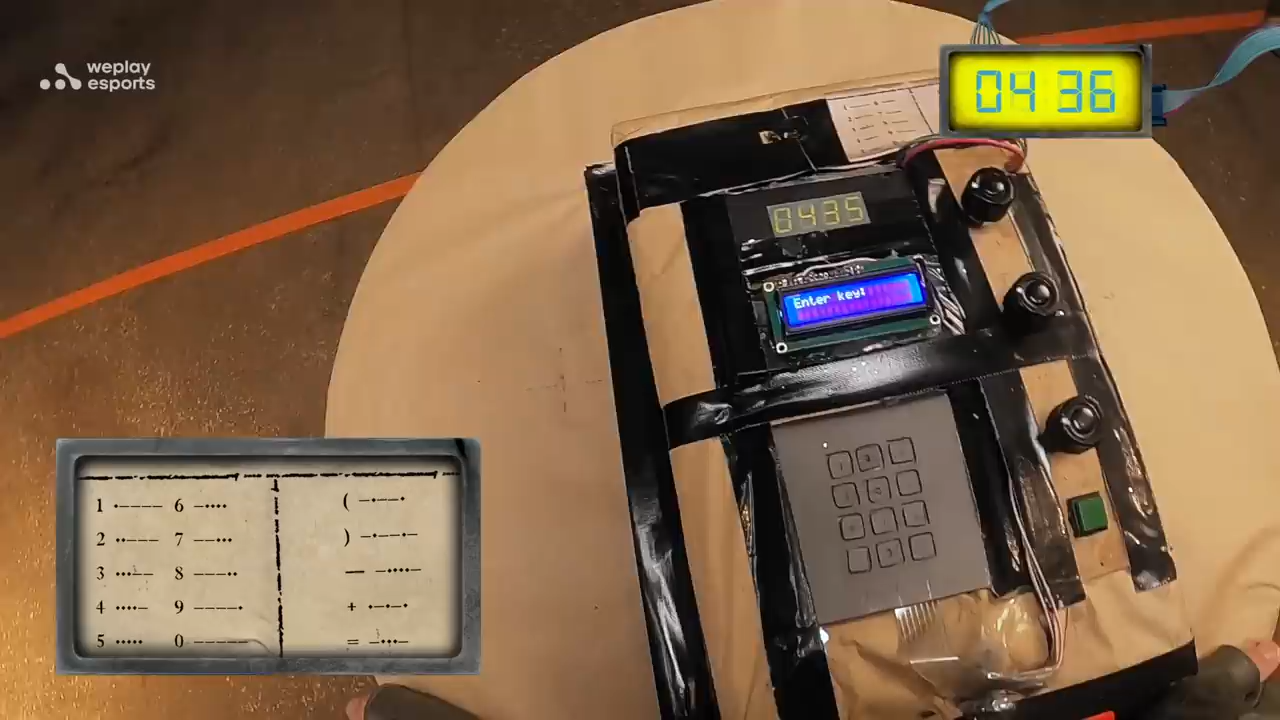 weplay
esports
04 36
0435
Enter key:
1 •−−−− 6 −•••• ( −•−−•
2 ••−−− 7 −−••• ) −•−−•−
3 •••−− 8 −−−•• — −••••−
4 ••••− 9 −−−−• + •−•−•
5 ••••• 0 −−−−− = −•••−